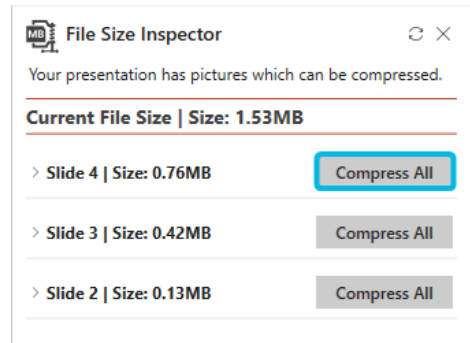 MB File Size Inspector
Your presentation has pictures which can be compressed.
Current File Size | Size: 1.53MB
Slide 4 | Size: 0.76MB Compress All
Slide 3 | Size: 0.42MB Compress All
Slide 2 | Size: 0.13MB Compress All